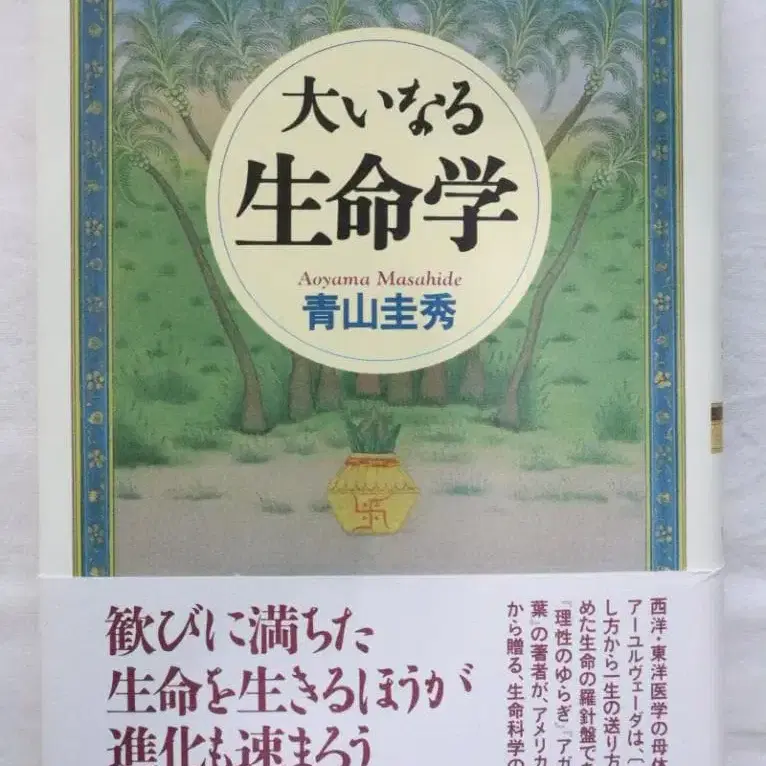 大いなる
生命学
Aoyama Masahide
青山圭秀
歓びに満ちた
生命を生きるほうが
進化も速まろう
西洋・東洋医学の母体
アーユルヴェーダは、
し方から一生の送り方
めた生命の羅針盤で
『理性のゆらぎ』『アガ
葉』の著者が、アメリカ
から贈る、生命科学の